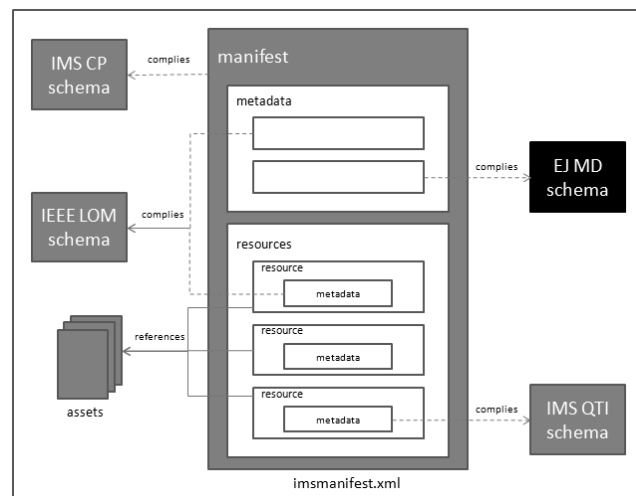 IMS CP
schema
complies
manifest
metadata
complies
EJ MD
schema
IEEE LOM
schema
complies
resources
resource
metadata
resource
metadata
references
assets
resource
metadata
complies
IMS QTI
schema
imsmanifest.xml